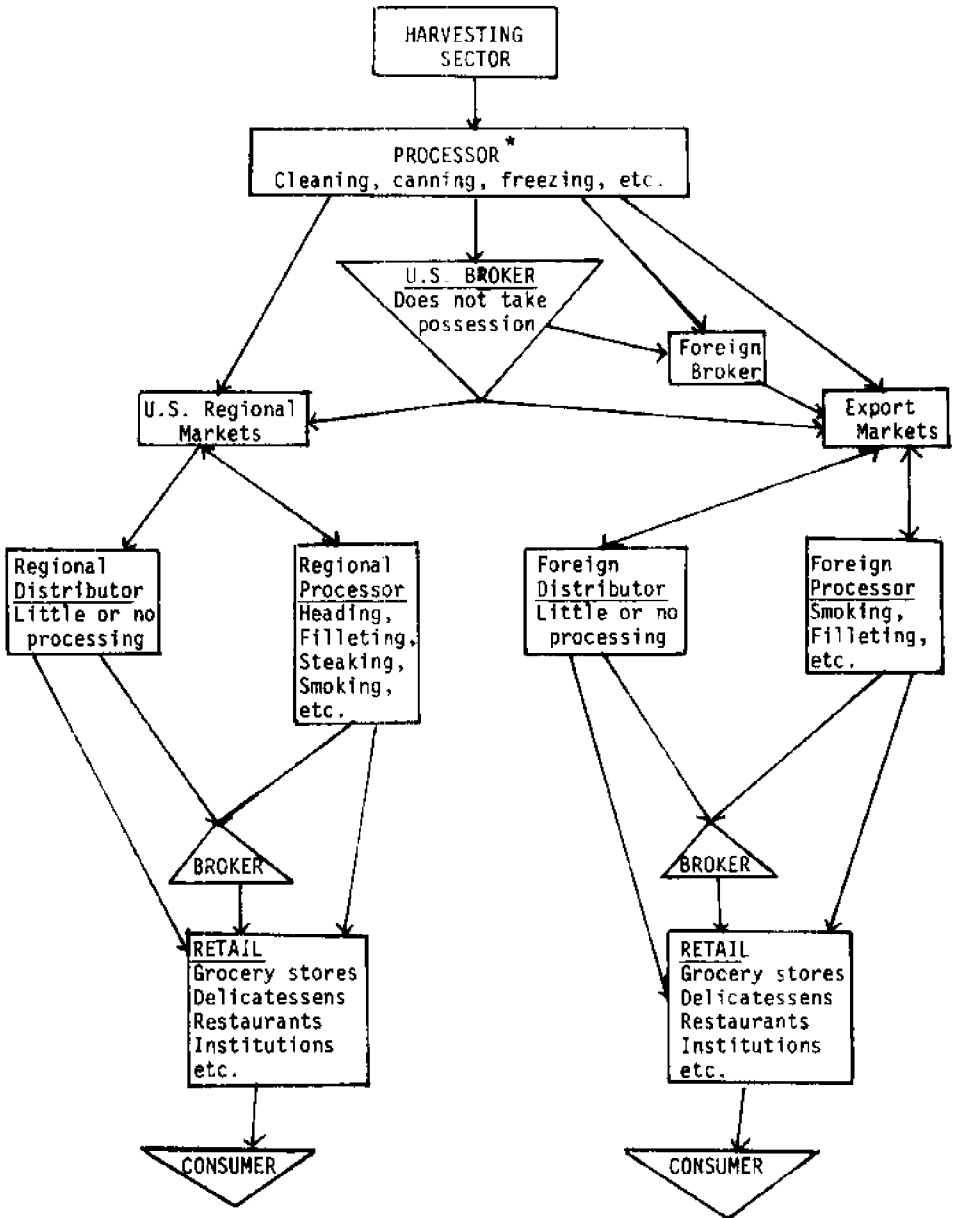 HARVESTING
SECTOR
PROCESSOR*
Cleaning, canning, freezing, etc.
U.S. BROKER
Does not take
possession
Foreign
Broker
U.S. Regional
Markets
Export
Markets
Regional
Distributor
Little or no
processing
Regional
Processor
Heading,
Filleting,
Steaking,
Smoking,
etc.
Foreign
Distributor
Little or no
processing
Foreign
Processor
Smoking,
Filleting,
etc.
BROKER
BROKER
RETAIL
Grocery stores
Delicatessens
Restaurants
Institutions
etc.
RETAIL
Grocery stores
Delicatessens
Restaurants
Institutions
etc.
CONSUMER
CONSUMER